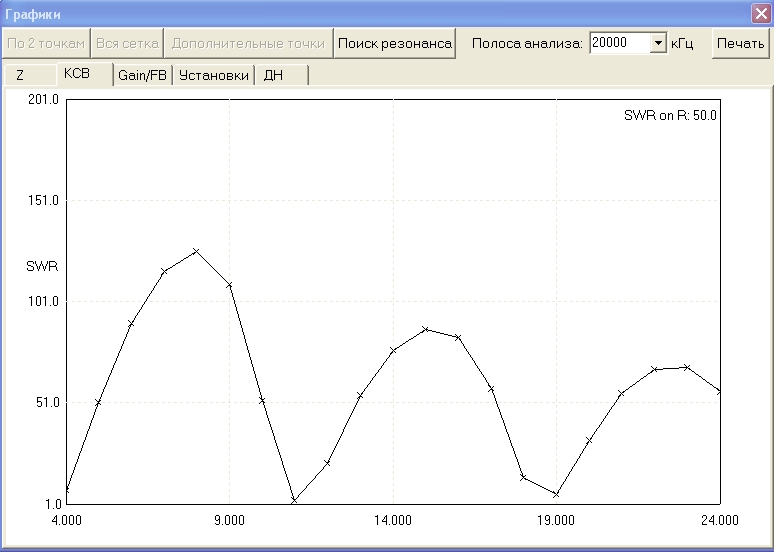 Графики
По 2 точкам Вся сетка Дополнительные точки Поиск резонанса Полоса анализа: 20000 кГц Печать
Z КСВ Gain/FB Установки ДН
201.0
SWR on R: 50.0
151.0
SWR
101.0
51.0
1.0
4.000 9.000 14.000 19.000 24.000